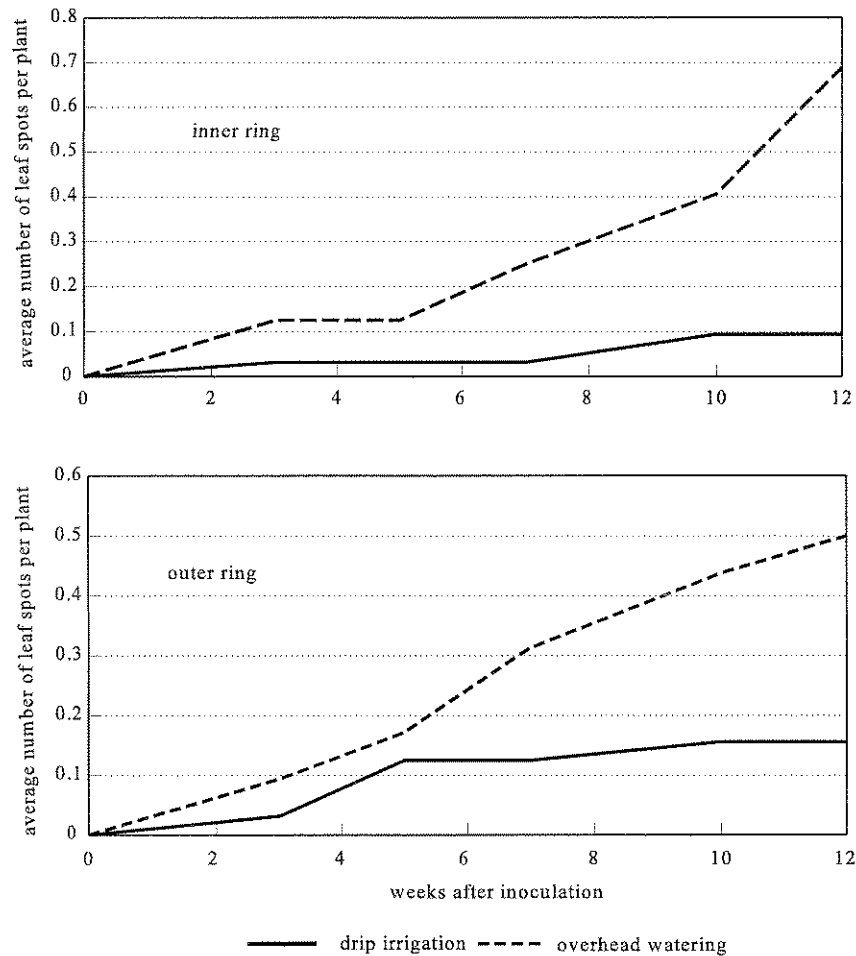 average number of leaf spots per plant
0.8
0.7
0.6
0.5
0.4
0.3
0.2
0.1
0
inner ring
0 2 4 6 8 10 12
average number of leaf spots per plant
0.6
0.5
0.4
0.3
0.2
0.1
0
outer ring
0 2 4 6 8 10 12
weeks after inoculation
drip irrigation overhead watering